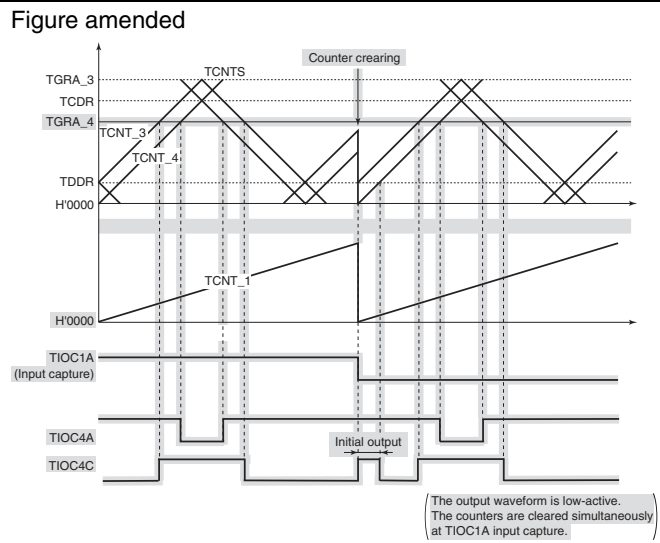 Figure amended
Counter crearing
TGRA_3
TCNTS
TCDR
TGRA_4
TCNT_3
TCNT_4
TDDR
H'0000
TCNT_1
H'0000
TIOC1A
(Input capture)
TIOC4A
Initial output
TIOC4C
The output waveform is low-active.
The counters are cleared simultaneously
at TIOC1A input capture.